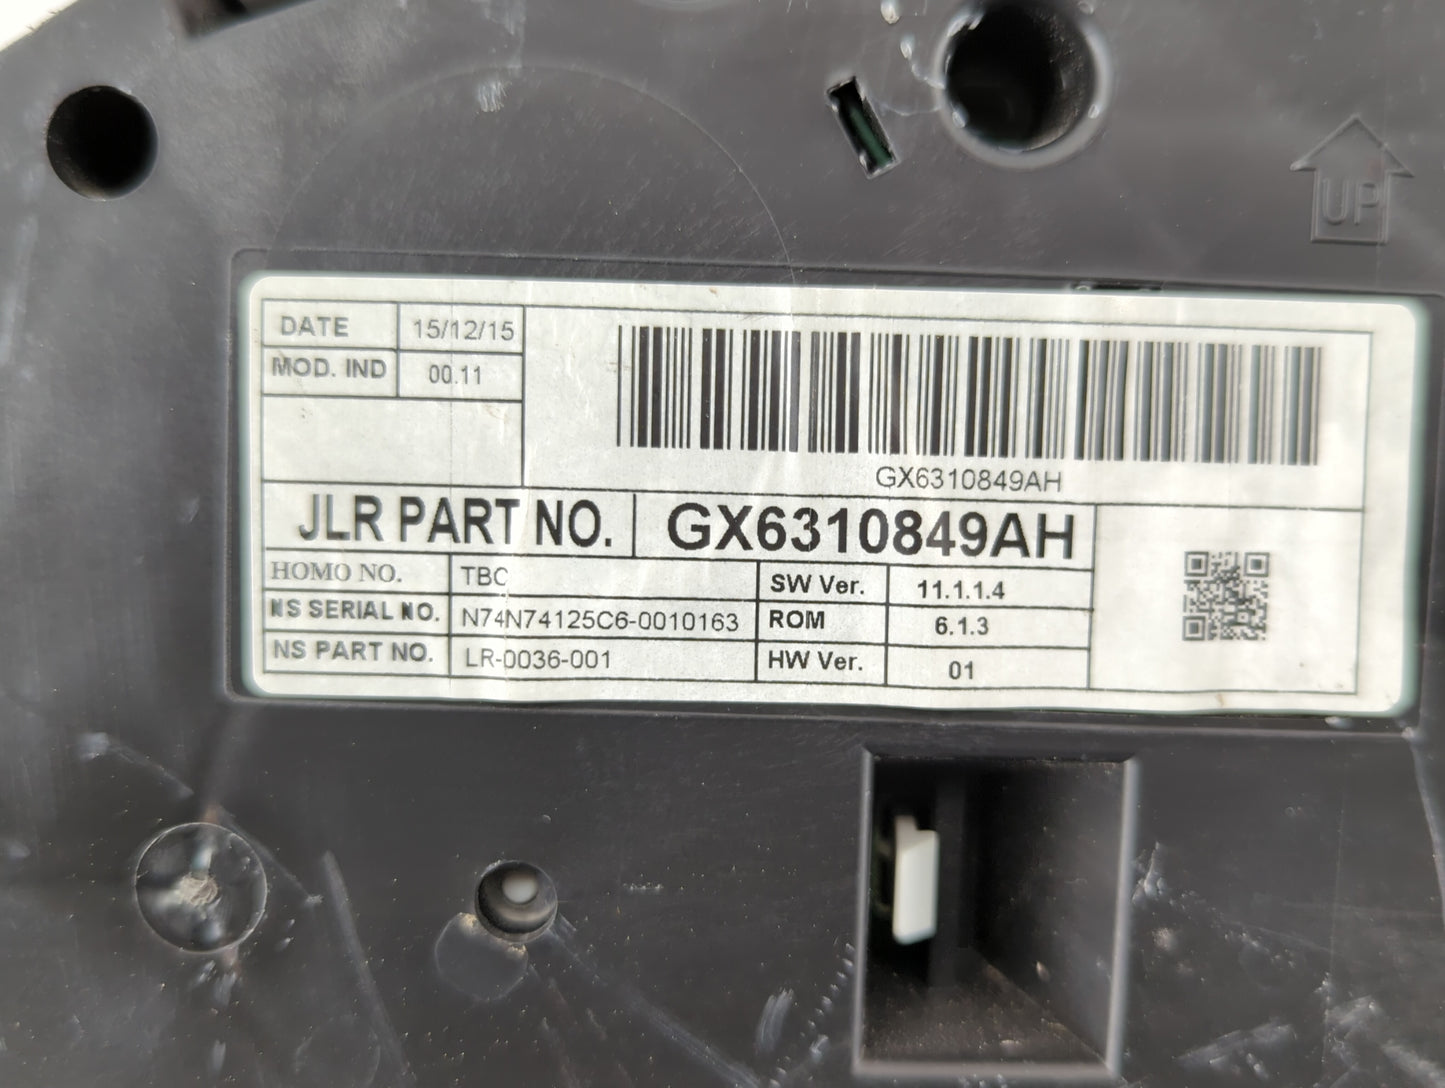 UP
DATE 15/12/15
MOD. IND 00.11
GX6310849AH
JLR PART NO. GX6310849AH
HOMO NO. TBC SW Ver. 11.1.1.4
NS SERIAL NO. N74N74125C6-0010163 ROM 6.1.3
NS PART NO. LR-0036-001 HW Ver. 01